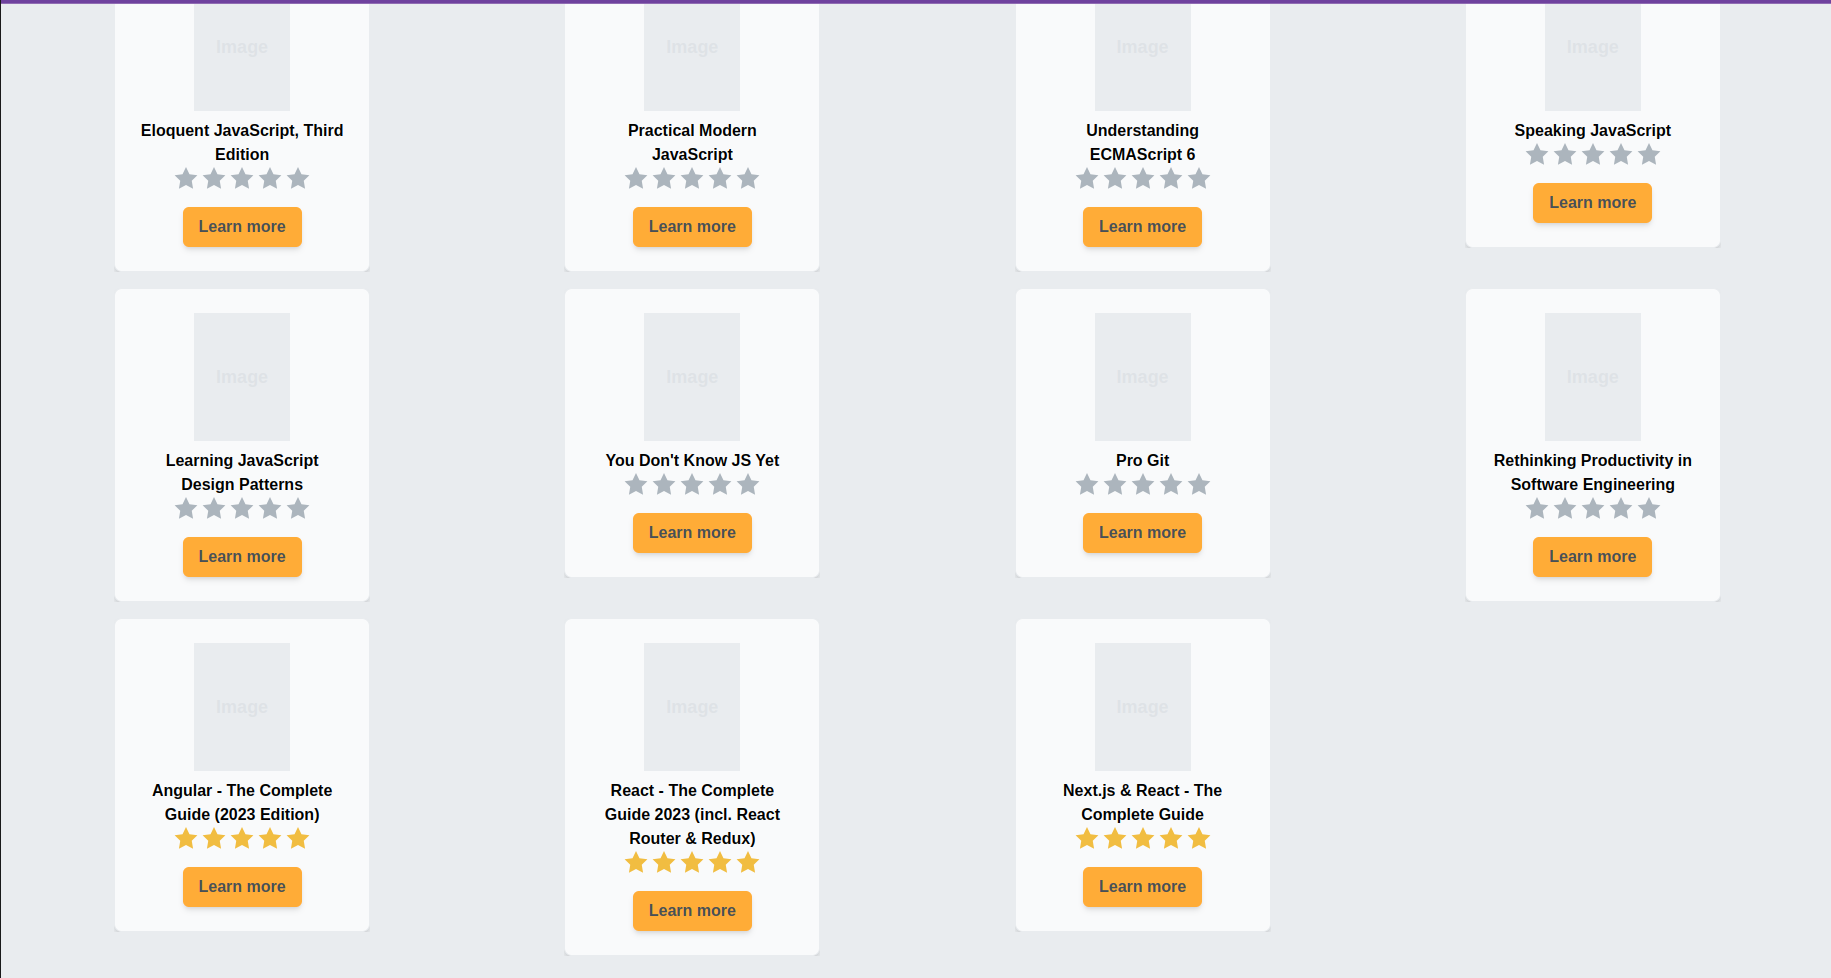 Image
Eloquent JavaScript, Third
Edition
Learn more
Image
Practical Modern
JavaScript
Learn more
Image
Understanding
ECMAScript 6
Learn more
Image
Speaking JavaScript
Learn more
Image
Learning JavaScript
Design Patterns
Learn more
Image
You Don't Know JS Yet
Learn more
Image
Pro Git
Learn more
Image
Rethinking Productivity in
Software Engineering
Learn more
Image
Angular - The Complete
Guide (2023 Edition)
Learn more
Image
React - The Complete
Guide 2023 (incl. React
Router & Redux)
Learn more
Image
Next.js & React - The
Complete Guide
Learn more